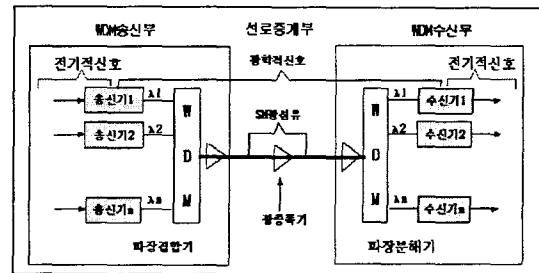 WDM송신부 선로중계부 WDM수신부
전기적신호 광학적신호 전기적신호
송신기1 λ1 λ1 수신기1
송신기2 λ2 W SM광섬유 W λ2 수신기2
D D
송신기n λn M 광증폭기 M λn 수신기n
파장결합기 파장분해기